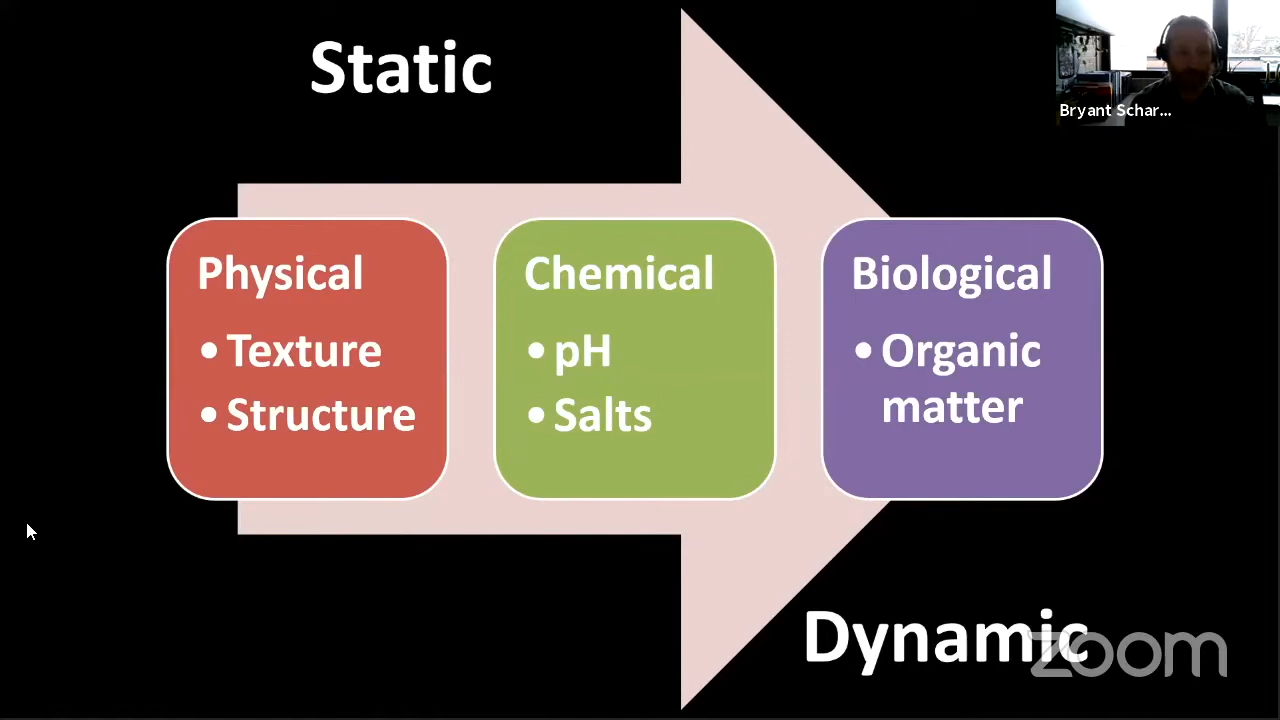 Static
Bryant Schar...
Physical
• Texture
• Structure
Chemical
• pH
• Salts
Biological
• Organic
matter
Dynamic
zoom